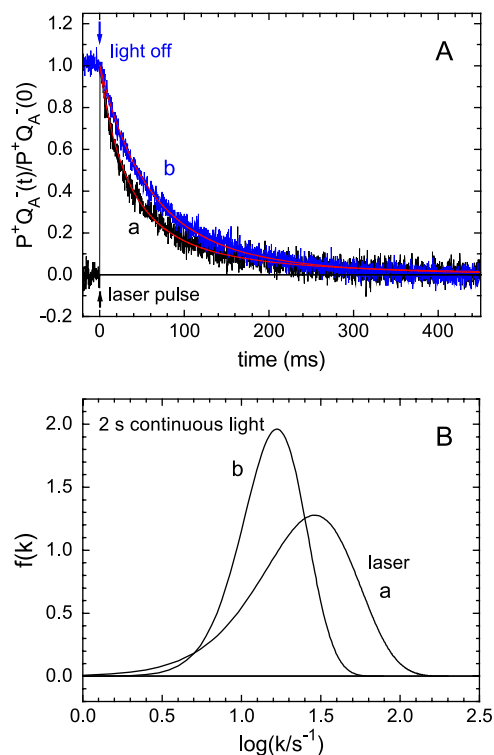 A
light off
b
a
laser pulse
P⁺Q_A⁻(t)/P⁺Q_A⁻(0)
1.2
1.0
0.8
0.6
0.4
0.2
0.0
-0.2
0 100 200 300 400
time (ms)
2 s continuous light
B
b
laser
a
f(k)
2.0
1.5
1.0
0.5
0.0
0.0 0.5 1.0 1.5 2.0 2.5
log(k/s⁻¹)